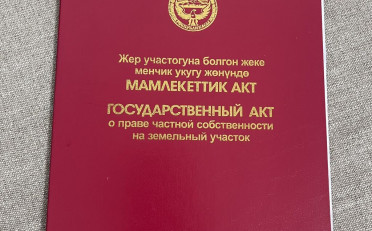 Жер участогуна болгон жеке
менчик укугу жөнүндө
МАМЛЕКЕТТИК АКТ
ГОСУДАРСТВЕННЫЙ АКТ
о праве частной собственности
на земельный участок